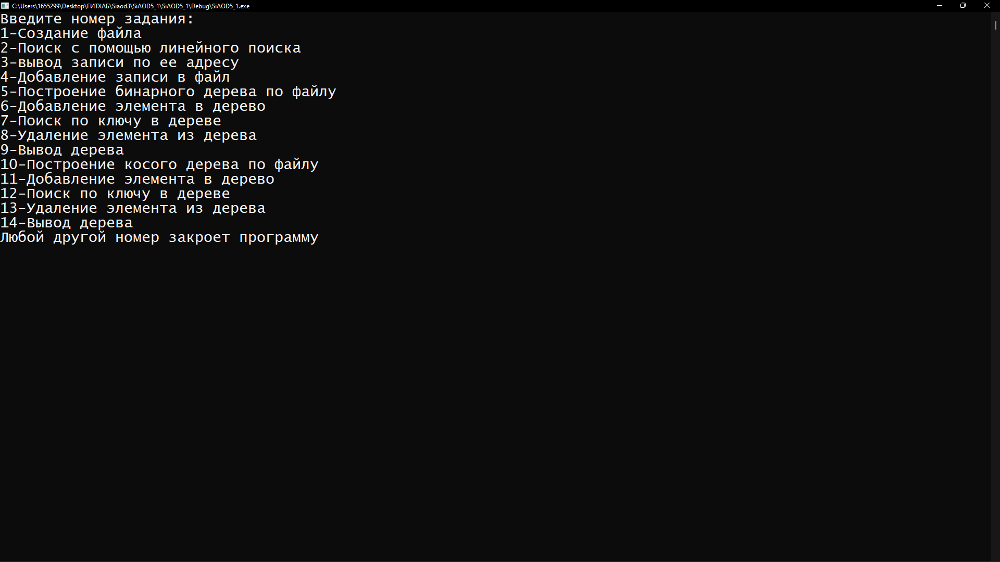 C:\Users\1655299\Desktop\ГИТХАБ\Siaod3\SiAOD5_1\SiAOD5_1\Debug\SiAOD5_1.exe
Введите номер задания:
1-Создание файла
2-Поиск с помощью линейного поиска
3-вывод записи по ее адресу
4-Добавление записи в файл
5-Построение бинарного дерева по файлу
6-Добавление элемента в дерево
7-Поиск по ключу в дереве
8-Удаление элемента из дерева
9-Вывод дерева
10-Построение косого дерева по файлу
11-Добавление элемента в дерево
12-Поиск по ключу в дереве
13-Удаление элемента из дерева
14-Вывод дерева
Любой другой номер закроет программу